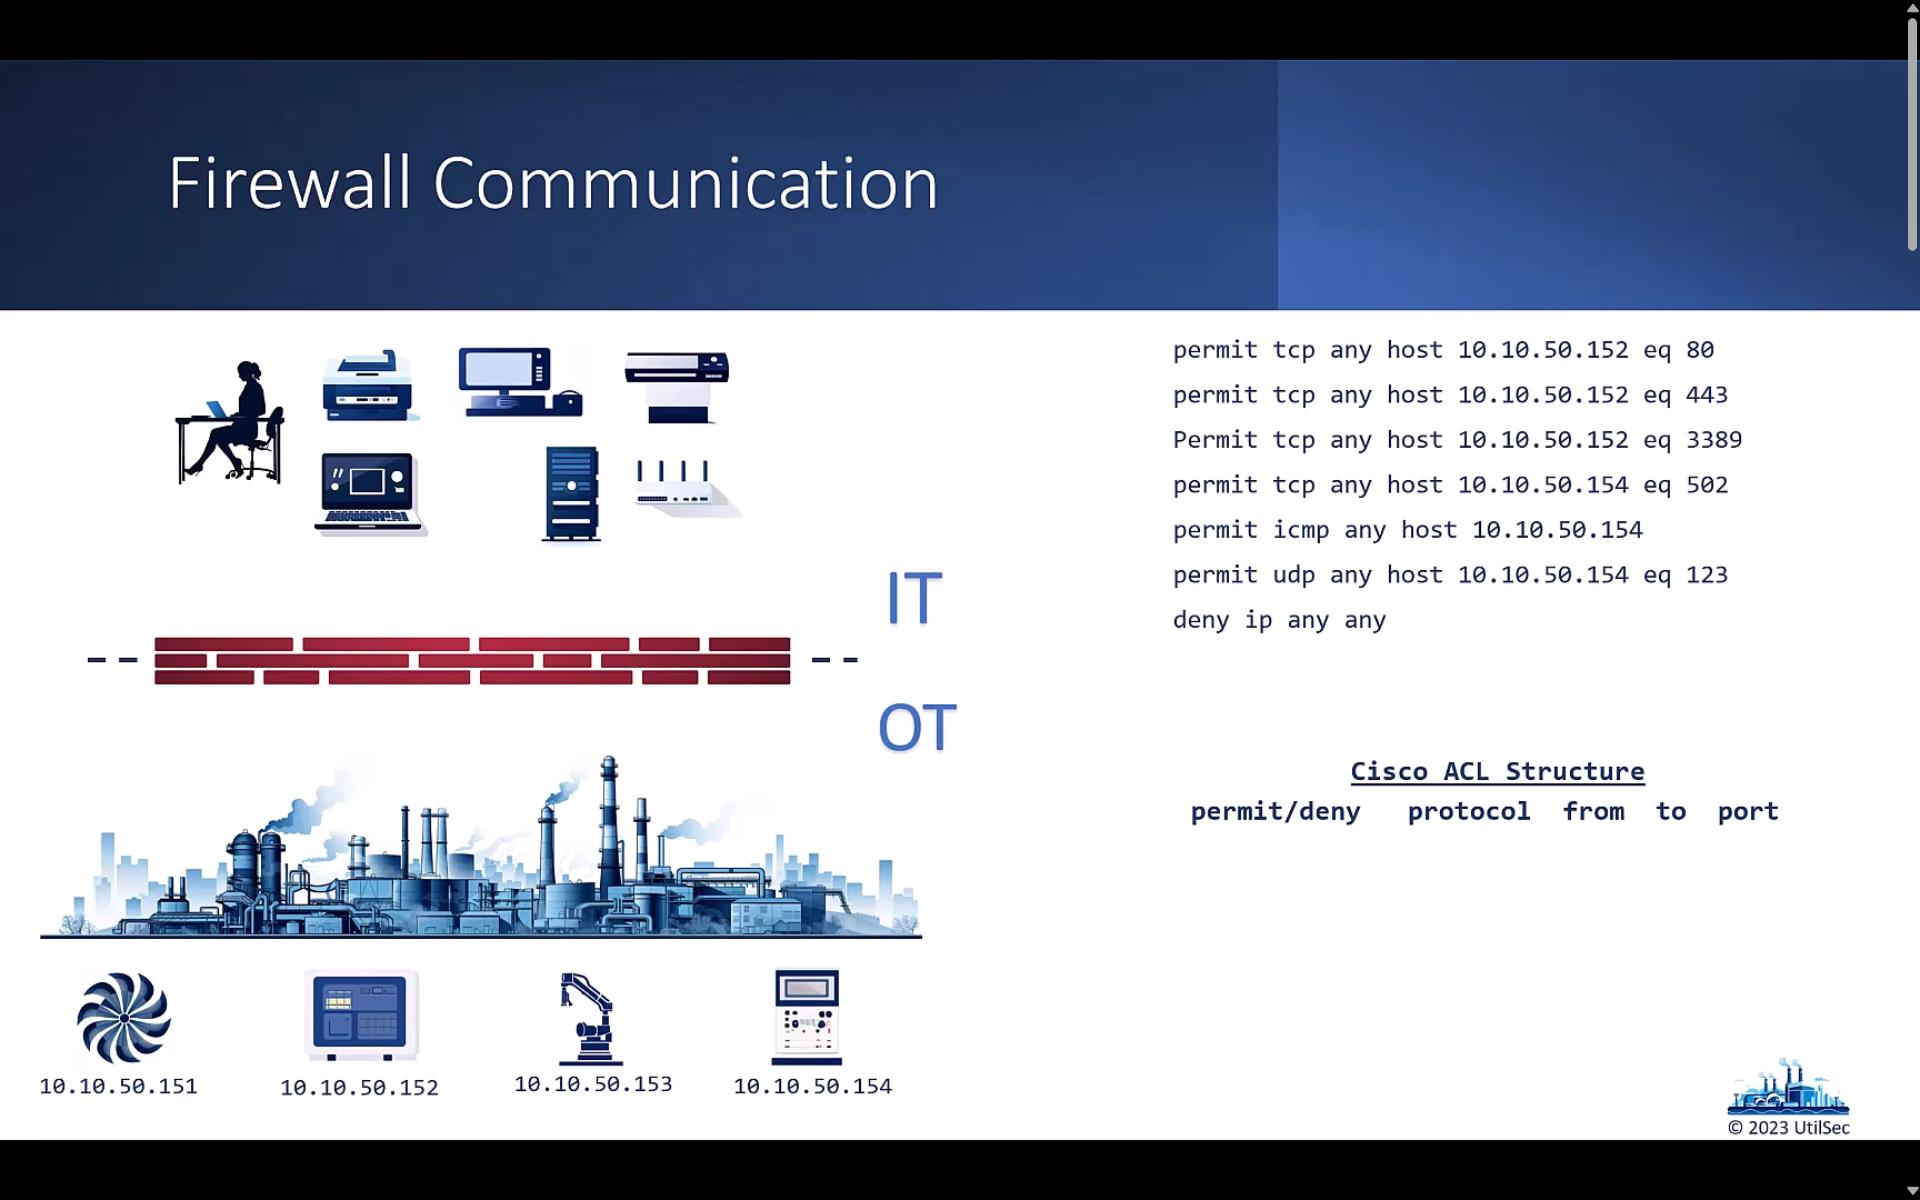 Firewall Communication
permit tcp any host 10.10.50.152 eq 80
permit tcp any host 10.10.50.152 eq 443
Permit tcp any host 10.10.50.152 eq 3389
permit tcp any host 10.10.50.154 eq 502
permit icmp any host 10.10.50.154
permit udp any host 10.10.50.154 eq 123
deny ip any any
IT
OT
Cisco ACL Structure
permit/deny protocol from to port
10.10.50.151
10.10.50.152
10.10.50.153
10.10.50.154
© 2023 UtilSec